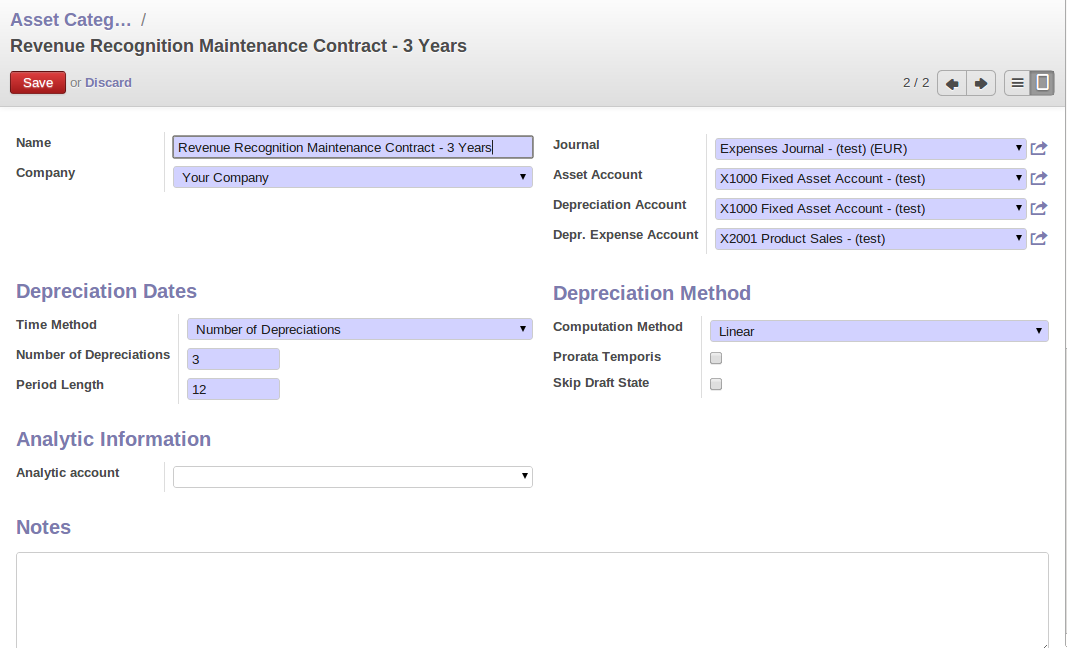 Asset Categ... /
Revenue Recognition Maintenance Contract - 3 Years
Save or Discard
2 / 2
Name
Revenue Recognition Maintenance Contract - 3 Years
Company
Your Company
Journal
Expenses Journal - (test) (EUR)
Asset Account
X1000 Fixed Asset Account - (test)
Depreciation Account
X1000 Fixed Asset Account - (test)
Depr. Expense Account
X2001 Product Sales - (test)
Depreciation Dates
Time Method
Number of Depreciations
Number of Depreciations
3
Period Length
12
Depreciation Method
Computation Method
Linear
Prorata Temporis
Skip Draft State
Analytic Information
Analytic account
Notes